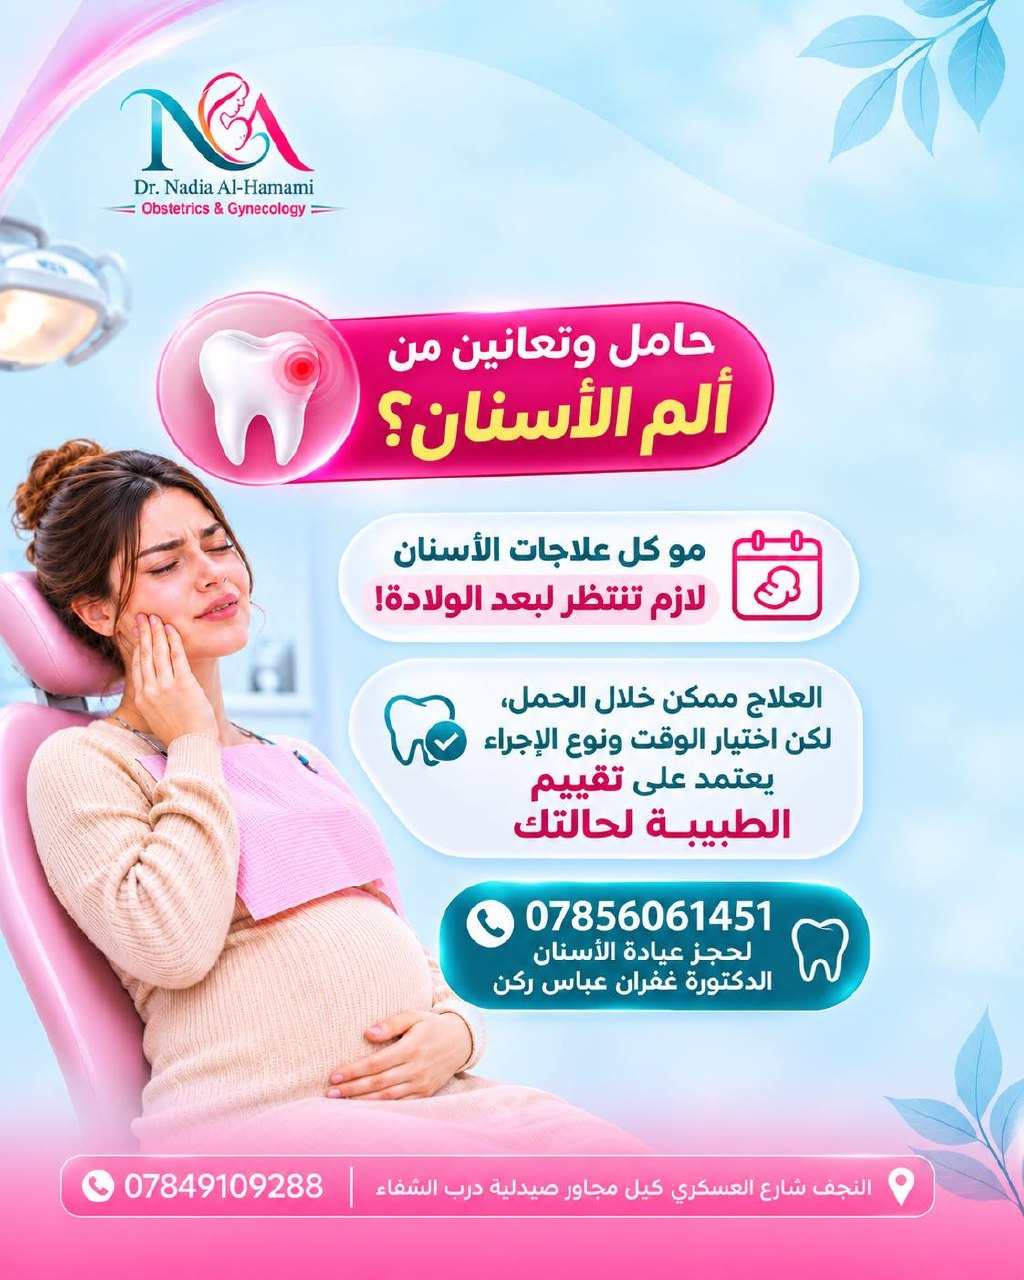 NA
Dr. Nadia Al-Hamami
Obstetrics & Gynecology
حامل وتعانين من
ألم الأسنان؟
مو كل علاجات الأسنان
لازم تنتظر لبعد الولادة!
العلاج ممكن خلال الحمل،
لكن اختيار الوقت ونوع الإجراء
يعتمد على تقييم
الطبيبة لحالتك
07856061451
لحجز عيادة الأسنان
الدكتورة غفران عباس ركن
النجف شارع العسكري كيل مجاور صيدلية درب الشفاء | 07849109288